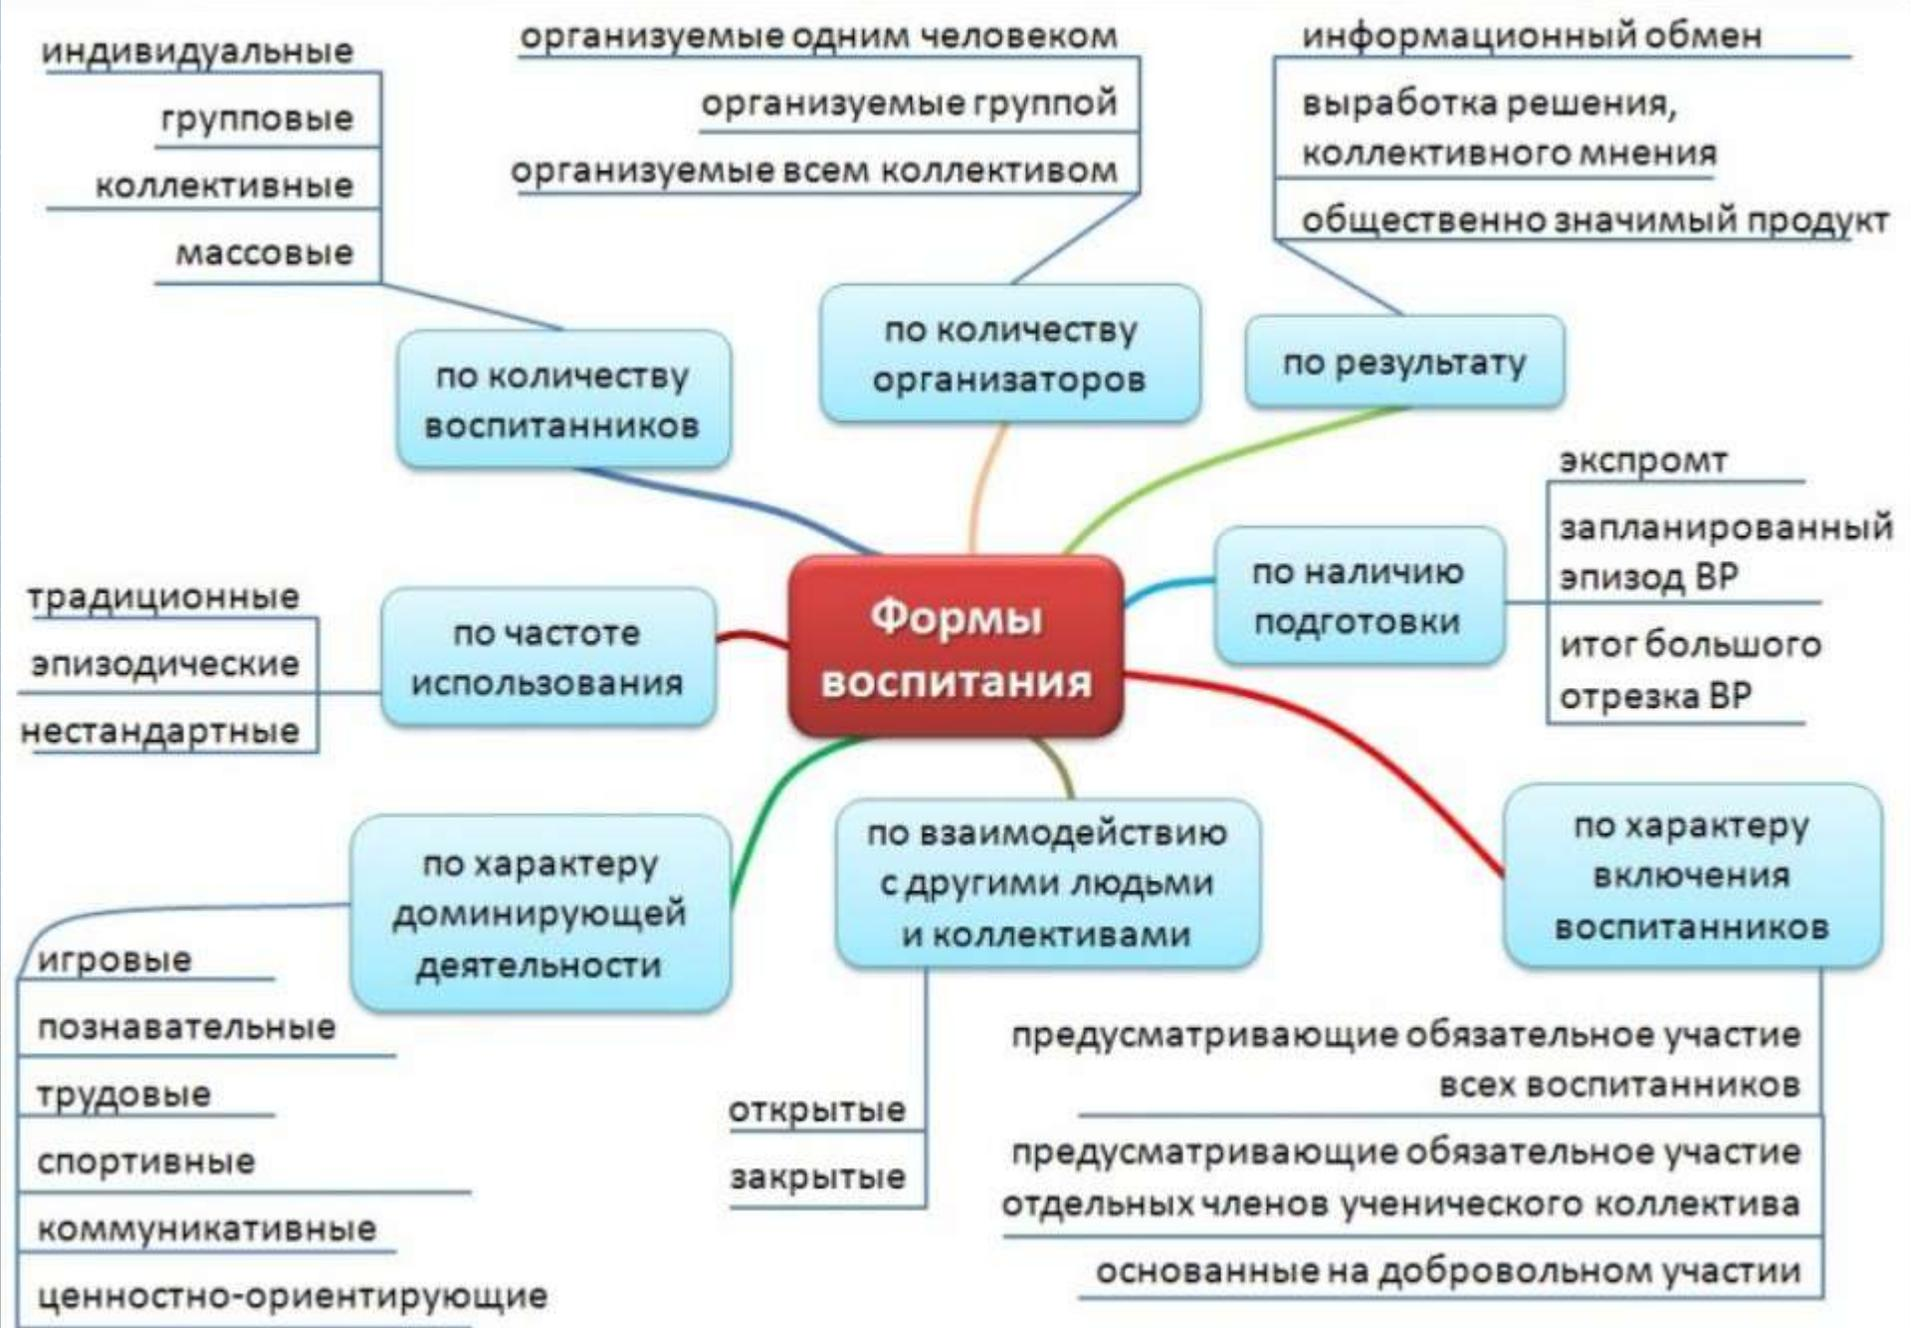 индивидуальные
групповые
коллективные
массовые
по количеству
воспитанников
организуемые одним человеком
организуемые группой
организуемые всем коллективом
по количеству
организаторов
информационный обмен
выработка решения,
коллективного мнения
общественно значимый продукт
по результату
традиционные
эпизодические
нестандартные
по частоте
использования
Формы
воспитания
по наличию
подготовки
экспромт
запланированный
эпизод ВР
итог большого
отрезка ВР
по характеру
доминирующей
деятельности
игровые
познавательные
трудовые
спортивные
коммуникативные
ценностно-ориентирующие
по взаимодействию
с другими людьми
и коллективами
открытые
закрытые
по характеру
включения
воспитанников
предусматривающие обязательное участие
всех воспитанников
предусматривающие обязательное участие
отдельных членов ученического коллектива
основанные на добровольном участии